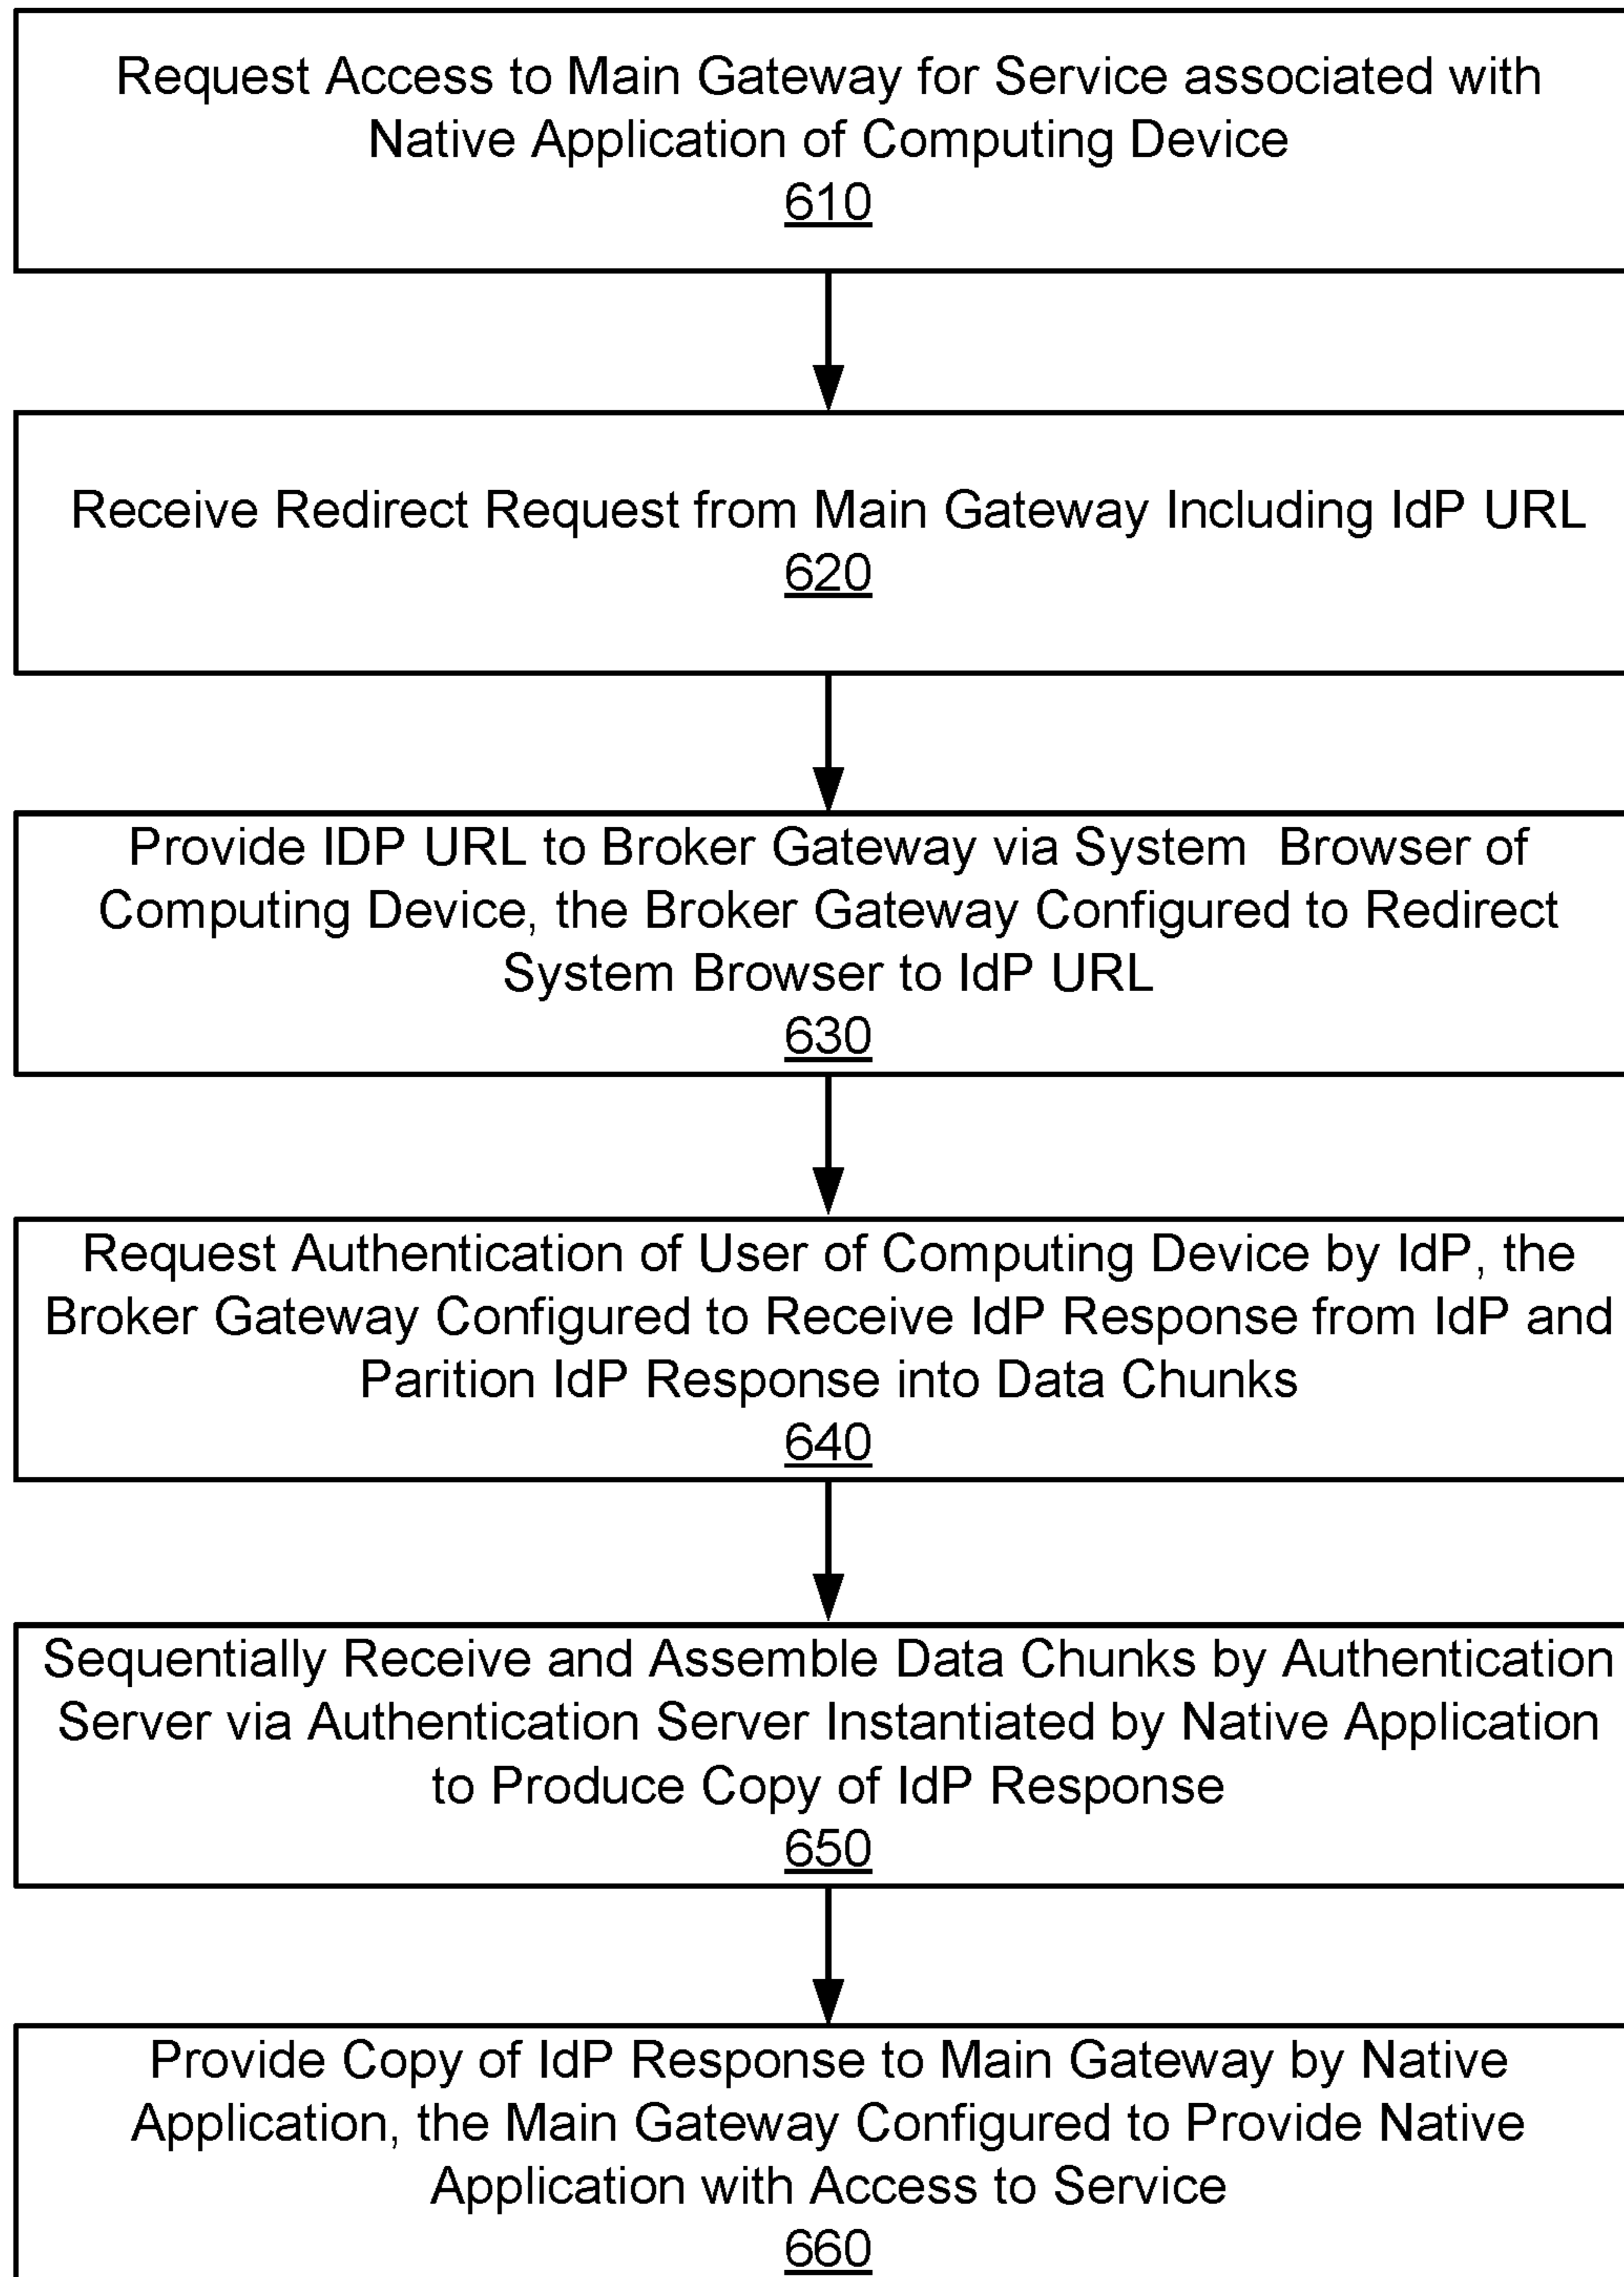 Request Access to Main Gateway for Service associated with
Native Application of Computing Device
610
Receive Redirect Request from Main Gateway Including IdP URL
620
Provide IDP URL to Broker Gateway via System Browser of
Computing Device, the Broker Gateway Configured to Redirect
System Browser to IdP URL
630
Request Authentication of User of Computing Device by IdP, the
Broker Gateway Configured to Receive IdP Response from IdP and
Parition IdP Response into Data Chunks
640
Sequentially Receive and Assemble Data Chunks by Authentication
Server via Authentication Server Instantiated by Native Application
to Produce Copy of IdP Response
650
Provide Copy of IdP Response to Main Gateway by Native
Application, the Main Gateway Configured to Provide Native
Application with Access to Service
660